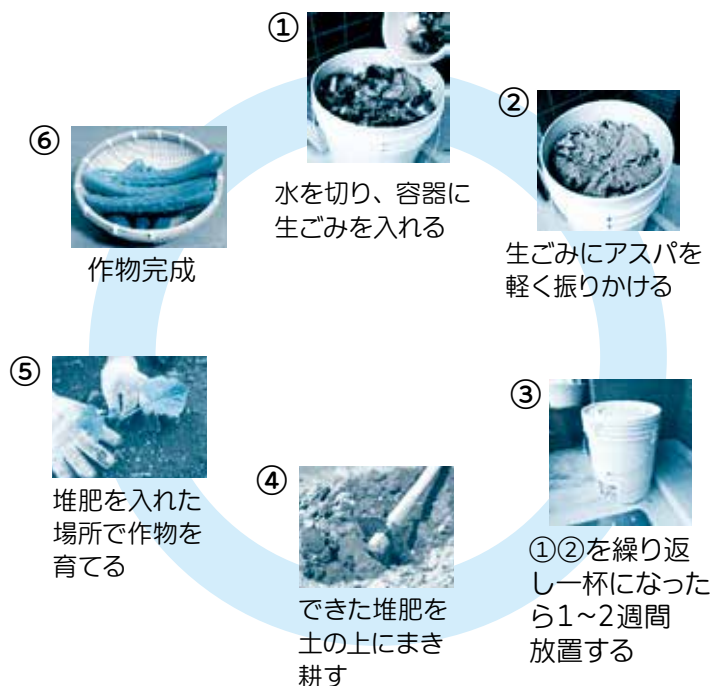 ①
水を切り、容器に
生ごみを入れる
②
生ごみにアスパを
軽く振りかける
③
①②を繰り返
し一杯になった
ら1~2週間
放置する
④
できた堆肥を
土の上にまき
耕す
⑤
堆肥を入れた
場所で作物を
育てる
⑥
作物完成